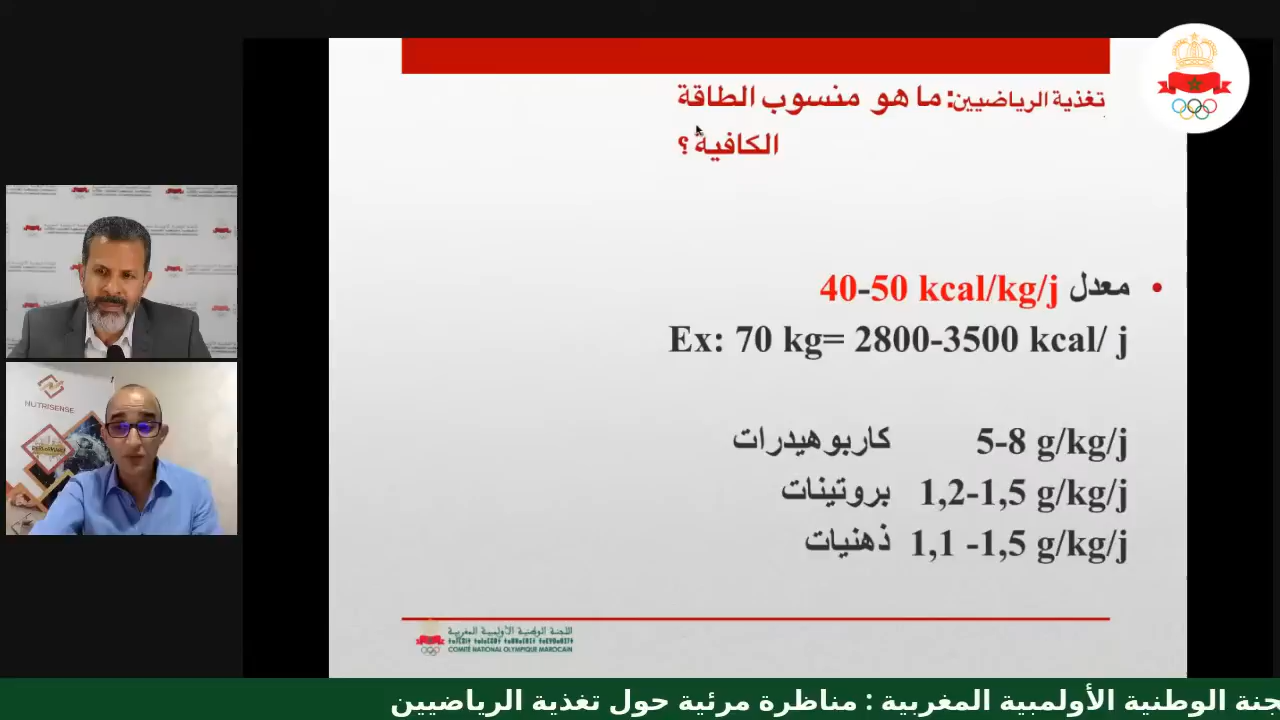 تغذية الرياضيين: ما هو منسوب الطاقة
الكافية ؟
• معدل 40-50 kcal/kg/j
Ex: 70 kg= 2800-3500 kcal/ j
5-8 g/kg/j كاربوهيدرات
1,2-1,5 g/kg/j بروتينات
1,1 -1,5 g/kg/j ذهنيات
اللجنة الوطنية الأولمبية المغربية
COMITÉ NATIONAL OLYMPIQUE MAROCAIN
NUTRISENSE
جنة الوطنية الأولمبية المغربية : مناظرة مرئية حول تغذية الرياضيين